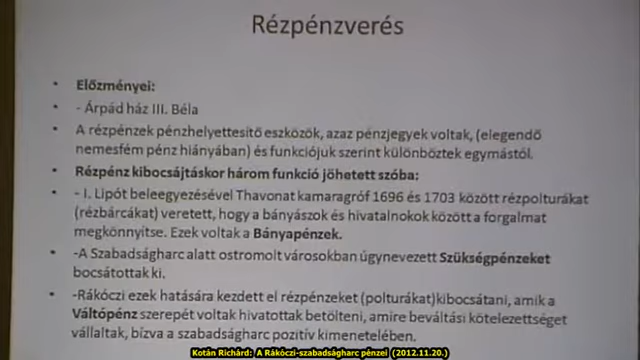 Rézpénzverés
• Előzményei:
• - Árpád ház III. Béla
• A rézpénzek pénzhelyettesítő eszközök, azaz pénzjegyek voltak, (elegendő
nemesfém pénz hiányában) és funkciójuk szerint különböztek egymástól.
• Rézpénz kibocsájtáskor három funkció jöhetett szóba:
• - I. Lipót beleegyezésével Thavonat kamaragróf 1696 és 1703 között rézpolturákat
(rézbárcákat) veretett, hogy a bányászok és hivatalnokok között a forgalmat
megkönnyítse. Ezek voltak a Bányapénzek.
• -A Szabadságharc alatt ostromolt városokban úgynevezett Szükségpénzeket
bocsátottak ki.
• -Rákóczi ezek hatására kezdett el rézpénzeket (polturákat)kibocsátani, amik a
Váltópénz szerepét voltak hivatottak betölteni, amire beváltási kötelezettséget
vállaltak, bízva a szabadságharc pozitív kimenetelében.
Kotán Richárd: A Rákóczi-szabadságharc pénzei (2012.11.20.)